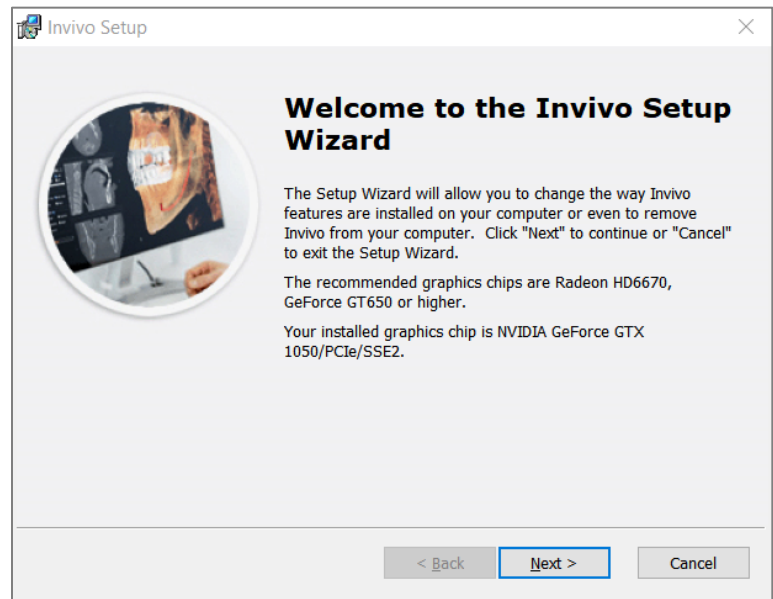 Invivo Setup
Welcome to the Invivo Setup
Wizard
The Setup Wizard will allow you to change the way Invivo
features are installed on your computer or even to remove
Invivo from your computer.  Click "Next" to continue or "Cancel"
to exit the Setup Wizard.
The recommended graphics chips are Radeon HD6670,
GeForce GT650 or higher.
Your installed graphics chip is NVIDIA GeForce GTX
1050/PCIe/SSE2.
< Back
Next >
Cancel